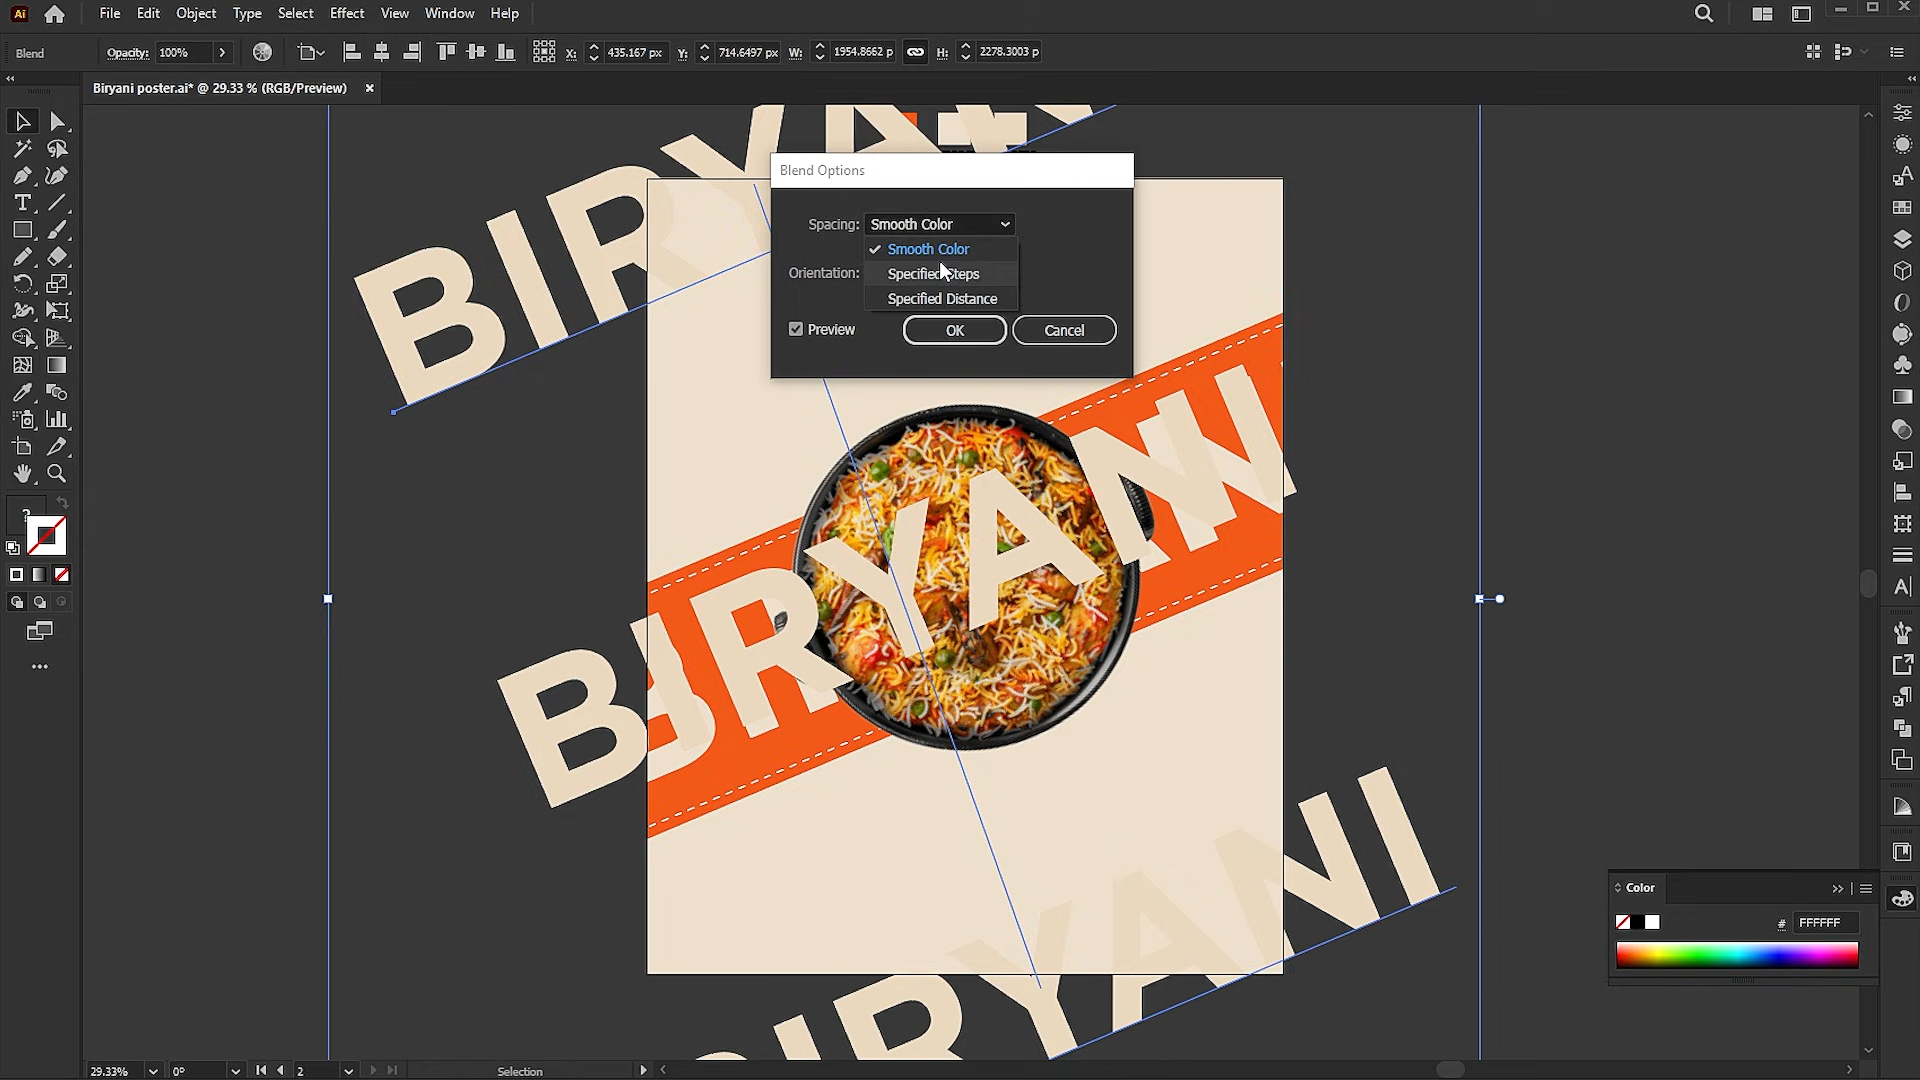 Ai File Edit Object Type Select Effect View Window Help
Blend Opacity: 100% X: 435.167 px Y: 714.6497 px W: 1954.8662 p H: 2278.3003 p
Biryani poster.ai* @ 29.33 % (RGB/Preview)
BIRYANI
Blend Options
Spacing: Smooth Color
Smooth Color
Orientation: Specified Steps
Specified Distance
Preview OK Cancel
BIRYANI
BIRYANI
BIRYANI
T
?
A
Color
# FFFFFF
29.33% 0° 2 Selection